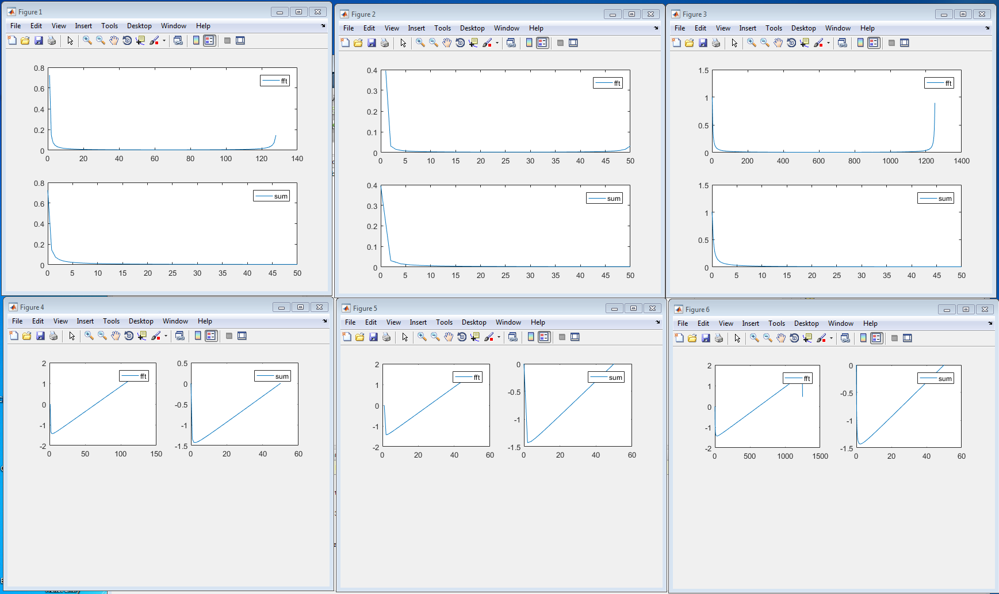 Figure 1
File Edit View Insert Tools Desktop Window Help
0.8
0.6
0.4
0.2
0
fft
0 20 40 60 80 100 120 140
0.8
0.6
0.4
0.2
0
sum
0 5 10 15 20 25 30 35 40 45 50
Figure 2
File Edit View Insert Tools Desktop Window Help
0.4
0.3
0.2
0.1
0
fft
0 5 10 15 20 25 30 35 40 45 50
0.4
0.3
0.2
0.1
0
sum
0 5 10 15 20 25 30 35 40 45 50
Figure 3
File Edit View Insert Tools Desktop Window Help
1.5
1
0.5
0
fft
0 200 400 600 800 1000 1200 1400
1.5
1
0.5
0
sum
0 5 10 15 20 25 30 35 40 45 50
Figure 4
File Edit View Insert Tools Desktop Window Help
2
1
0
-1
-2
fft
0 50 100 150
0.5
0
-0.5
-1
-1.5
sum
0 20 40 60
Figure 5
File Edit View Insert Tools Desktop Window Help
2
1
0
-1
-2
fft
0 20 40 60
0
-0.5
-1
-1.5
sum
0 20 40 60
Figure 6
File Edit View Insert Tools Desktop Window Help
2
1
0
-1
-2
fft
0 500 1000 1500
0
-0.5
-1
-1.5
sum
0 20 40 60